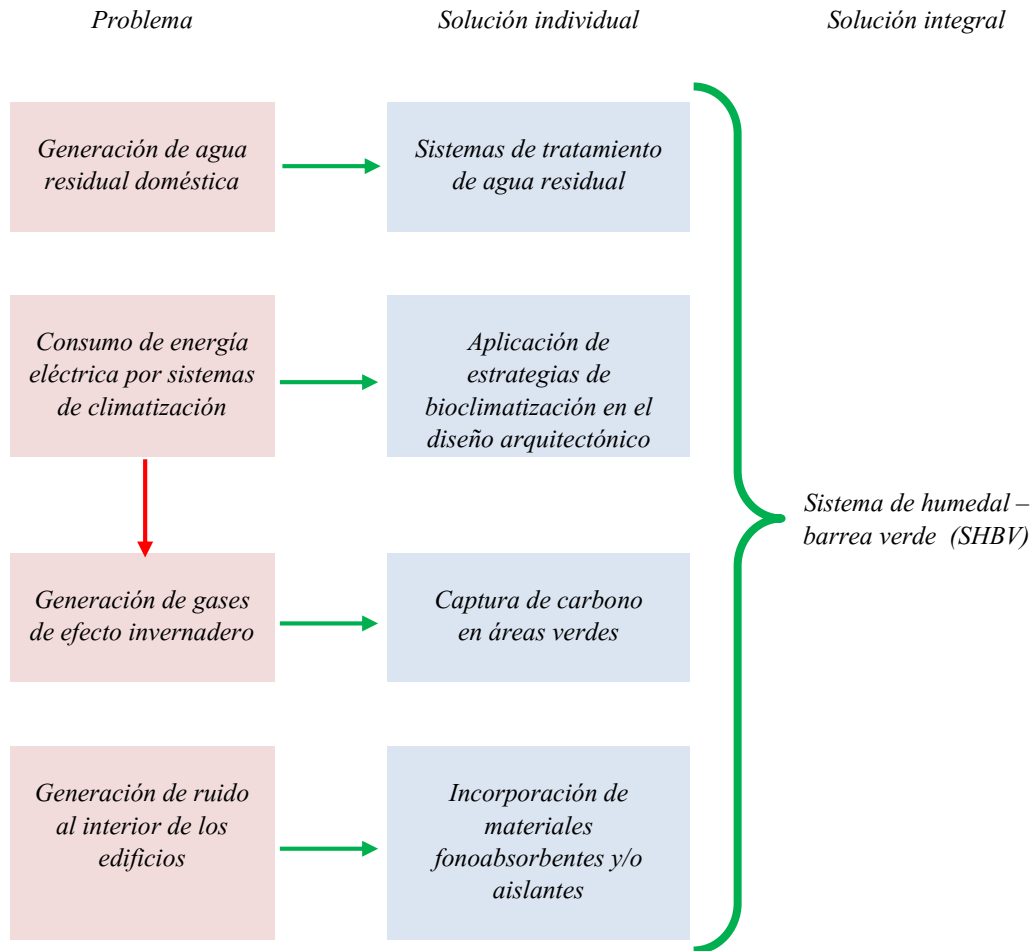 Problema
Solución individual
Solución integral
Generación de agua
residual doméstica
Sistemas de tratamiento
de agua residual
Consumo de energía
eléctrica por sistemas
de climatización
Aplicación de
estrategias de
bioclimatización en el
diseño arquitectónico
Sistema de humedal –
barrea verde (SHBV)
Generación de gases
de efecto invernadero
Captura de carbono
en áreas verdes
Generación de ruido
al interior de los
edificios
Incorporación de
materiales
fonoabsorbentes y/o
aislantes